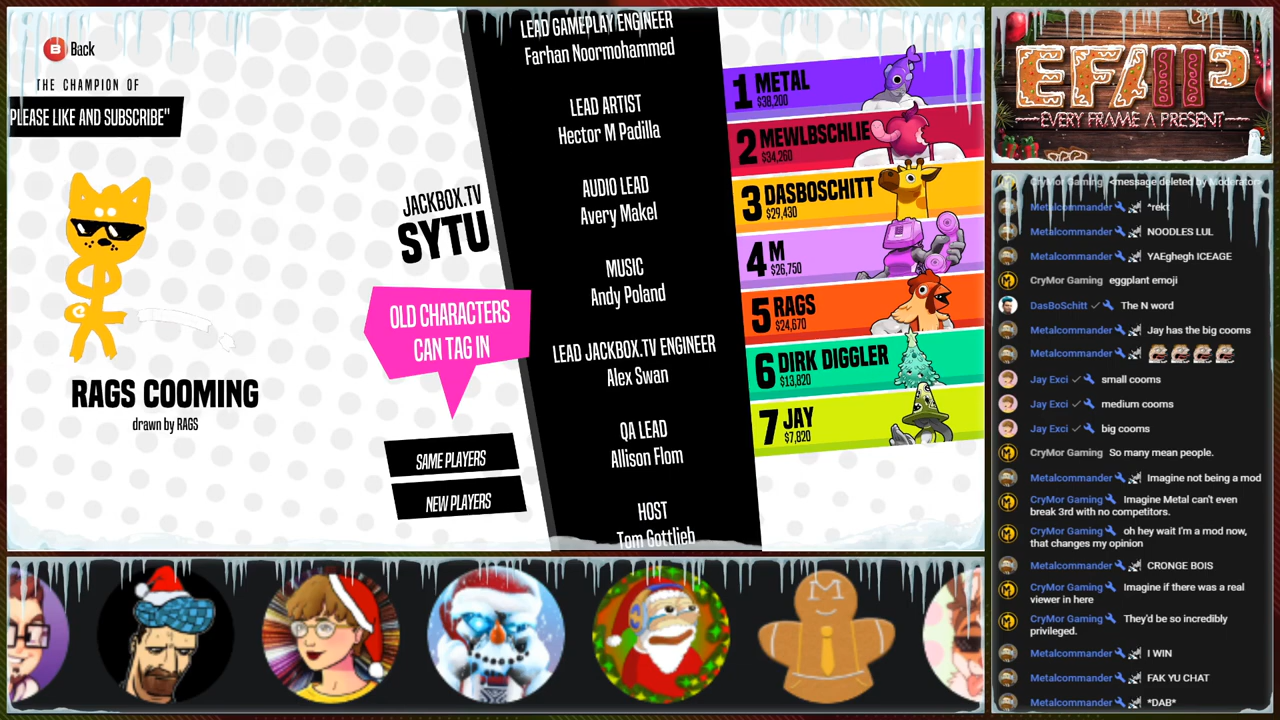 B Back
THE CHAMPION OF
PLEASE LIKE AND SUBSCRIBE"
RAGS COOMING
drawn by RAGS
JACKBOX.TV
SYTU
OLD CHARACTERS
CAN TAG IN
SAME PLAYERS
NEW PLAYERS
LEAD GAMEPLAY ENGINEER
Farhan Noormohammed
LEAD ARTIST
Hector M Padilla
AUDIO LEAD
Avery Makel
MUSIC
Andy Poland
LEAD JACKBOX.TV ENGINEER
Alex Swan
QA LEAD
Allison Flom
HOST
Tom Gottlieb
1 METAL
$38,200
2 MEWLBSCHLIE
$34,260
3 DASBOSCHITT
$29,430
4 M
$26,750
5 RAGS
$24,670
6 DIRK DIGGLER
$13,820
7 JAY
$7,820
EFAP
EVERY FRAME A PRESENT
CryMor Gaming <message deleted by Moderator>
Metalcommander *rekt
Metalcommander NOODLES LUL
Metalcommander YAEghegh ICEAGE
CryMor Gaming eggplant emoji
DasBoSchitt The N word
Metalcommander Jay has the big cooms
Metalcommander
Jay Exci small cooms
Jay Exci medium cooms
Jay Exci big cooms
CryMor Gaming So many mean people.
Metalcommander Imagine not being a mod
CryMor Gaming Imagine Metal can't even
break 3rd with no competitors.
CryMor Gaming oh hey wait I'm a mod now,
that changes my opinion
Metalcommander CRONGE BOIS
CryMor Gaming Imagine if there was a real
viewer in here
CryMor Gaming They'd be so incredibly
privileged.
Metalcommander I WIN
Metalcommander FAK YU CHAT
Metalcommander *DAB*
M